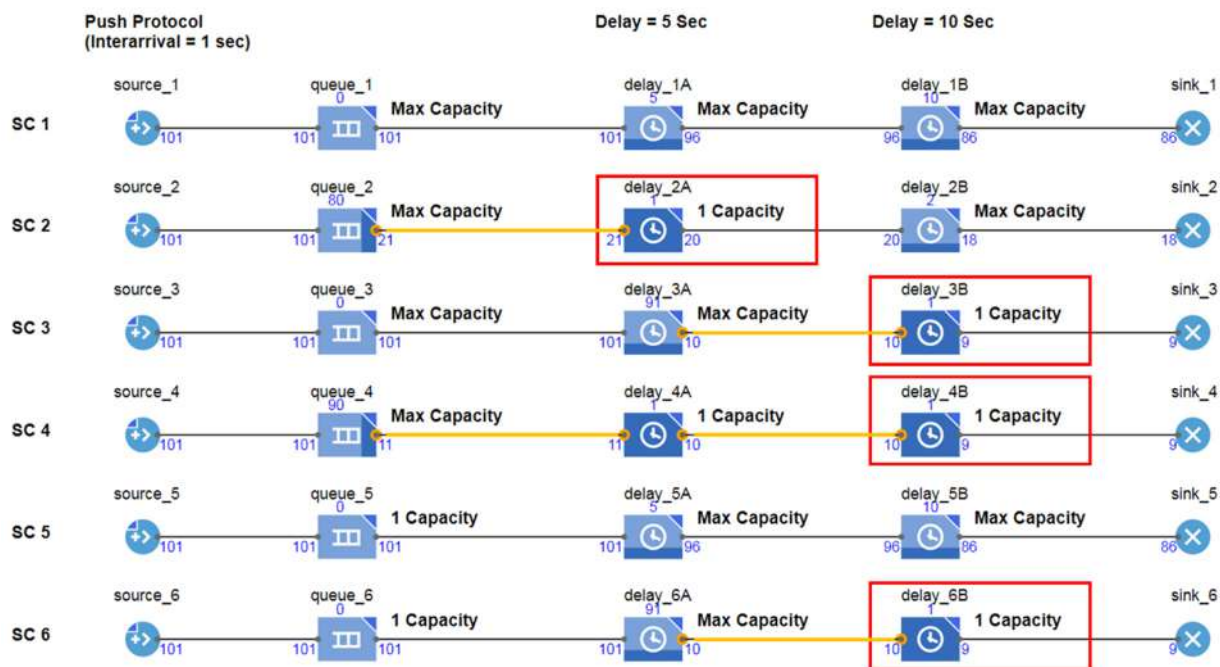 Push Protocol
(Interarrival = 1 sec)
Delay = 5 Sec
Delay = 10 Sec
source_1 queue_1 delay_1A delay_1B sink_1
0 5 10
SC 1 Max Capacity Max Capacity Max Capacity
101 101 101 101 96 96 86 86
source_2 queue_2 delay_2A delay_2B sink_2
80 1 2
SC 2 Max Capacity 1 Capacity Max Capacity
101 101 21 21 20 20 18 18
source_3 queue_3 delay_3A delay_3B sink_3
0 91 1
SC 3 Max Capacity Max Capacity 1 Capacity
101 101 101 101 10 10 9 9
source_4 queue_4 delay_4A delay_4B sink_4
90 1 1
SC 4 Max Capacity 1 Capacity 1 Capacity
101 101 11 11 10 10 9 9
source_5 queue_5 delay_5A delay_5B sink_5
0 5 10
SC 5 1 Capacity Max Capacity Max Capacity
101 101 101 101 96 96 86 86
source_6 queue_6 delay_6A delay_6B sink_6
0 91 1
SC 6 1 Capacity Max Capacity 1 Capacity
101 101 101 101 10 10 9 9